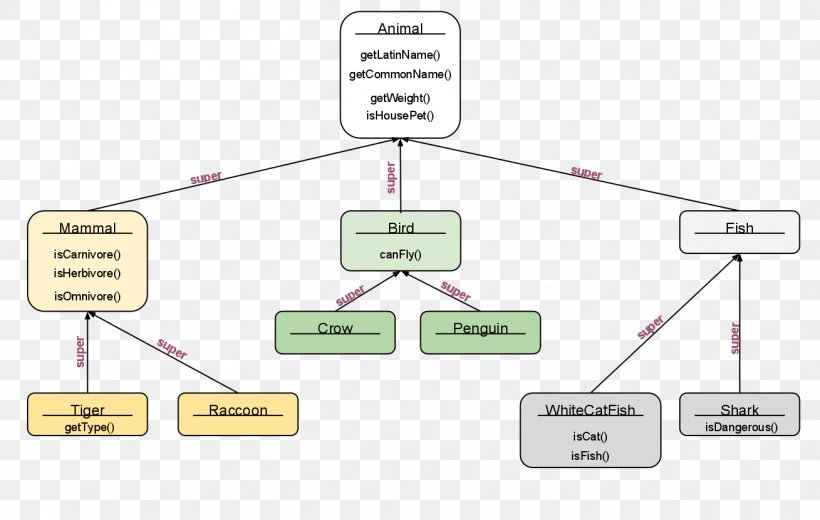 Animal
getLatinName()
getCommonName()
getWeight()
isHousePet()
super
super
super
Mammal
isCarnivore()
isHerbivore()
isOmnivore()
Bird
canFly()
Fish
super
super
super
super
super
super
Crow
Penguin
Tiger
getType()
Raccoon
WhiteCatFish
isCat()
isFish()
Shark
isDangerous()